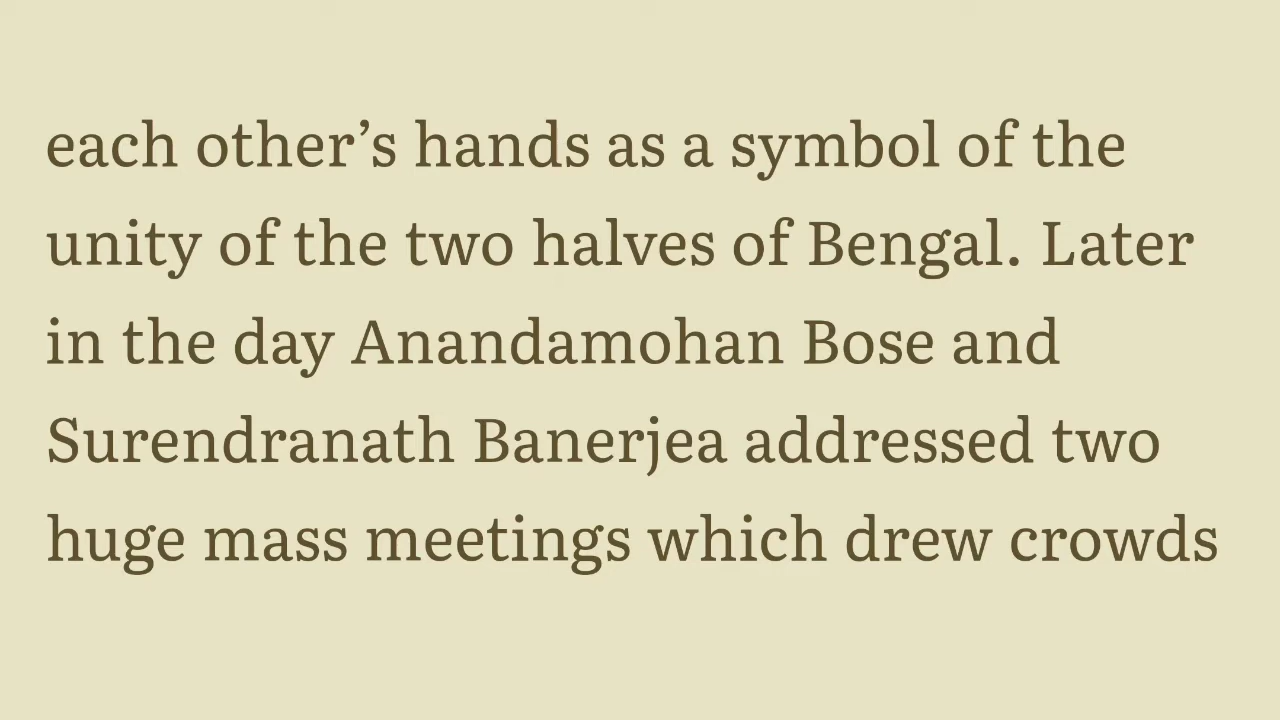 each other’s hands as a symbol of the
unity of the two halves of Bengal. Later
in the day Anandamohan Bose and
Surendranath Banerjea addressed two
huge mass meetings which drew crowds